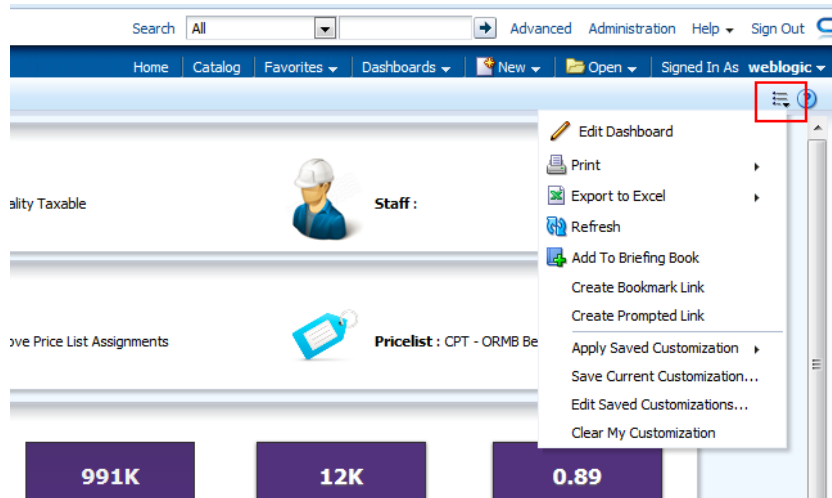 Search All Advanced Administration Help Sign Out
Home Catalog Favorites Dashboards New Open Signed In As weblogic
Edit Dashboard
Print
ality Taxable
Staff :
Export to Excel
Refresh
Add To Briefing Book
Create Bookmark Link
Create Prompted Link
ove Price List Assignments
Pricelist : CPT - ORMB Be
Apply Saved Customization
Save Current Customization...
Edit Saved Customizations...
Clear My Customization
991K 12K 0.89